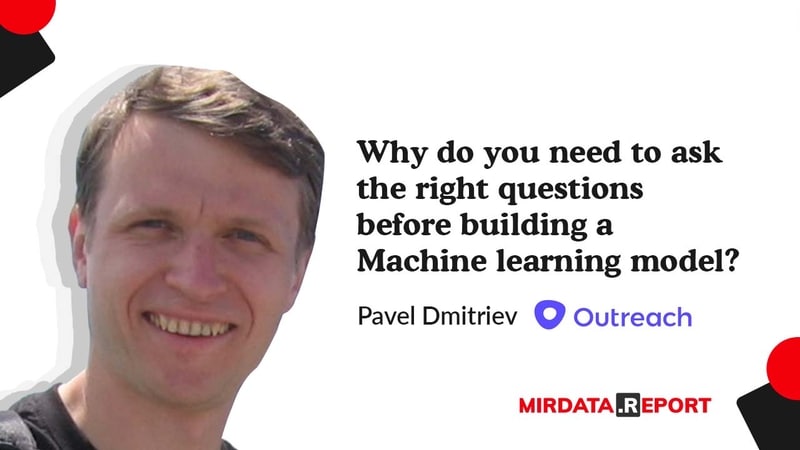 Why do you need to ask
the right questions
before building a
Machine learning model?
Pavel Dmitriev Outreach
MIRDATA.REPORT